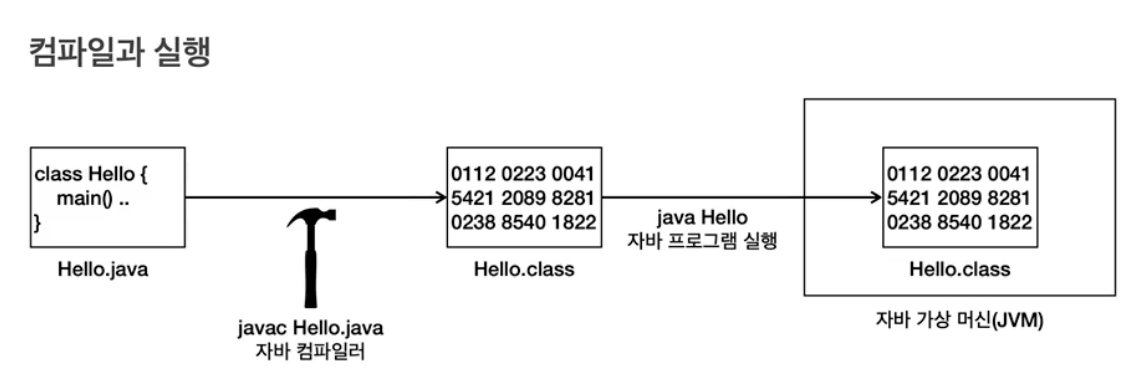 컴파일과 실행
class Hello {
main() ..
}
Hello.java
javac Hello.java
자바 컴파일러
0112 0223 0041
5421 2089 8281
0238 8540 1822
Hello.class
java Hello
자바 프로그램 실행
0112 0223 0041
5421 2089 8281
0238 8540 1822
Hello.class
자바 가상 머신(JVM)